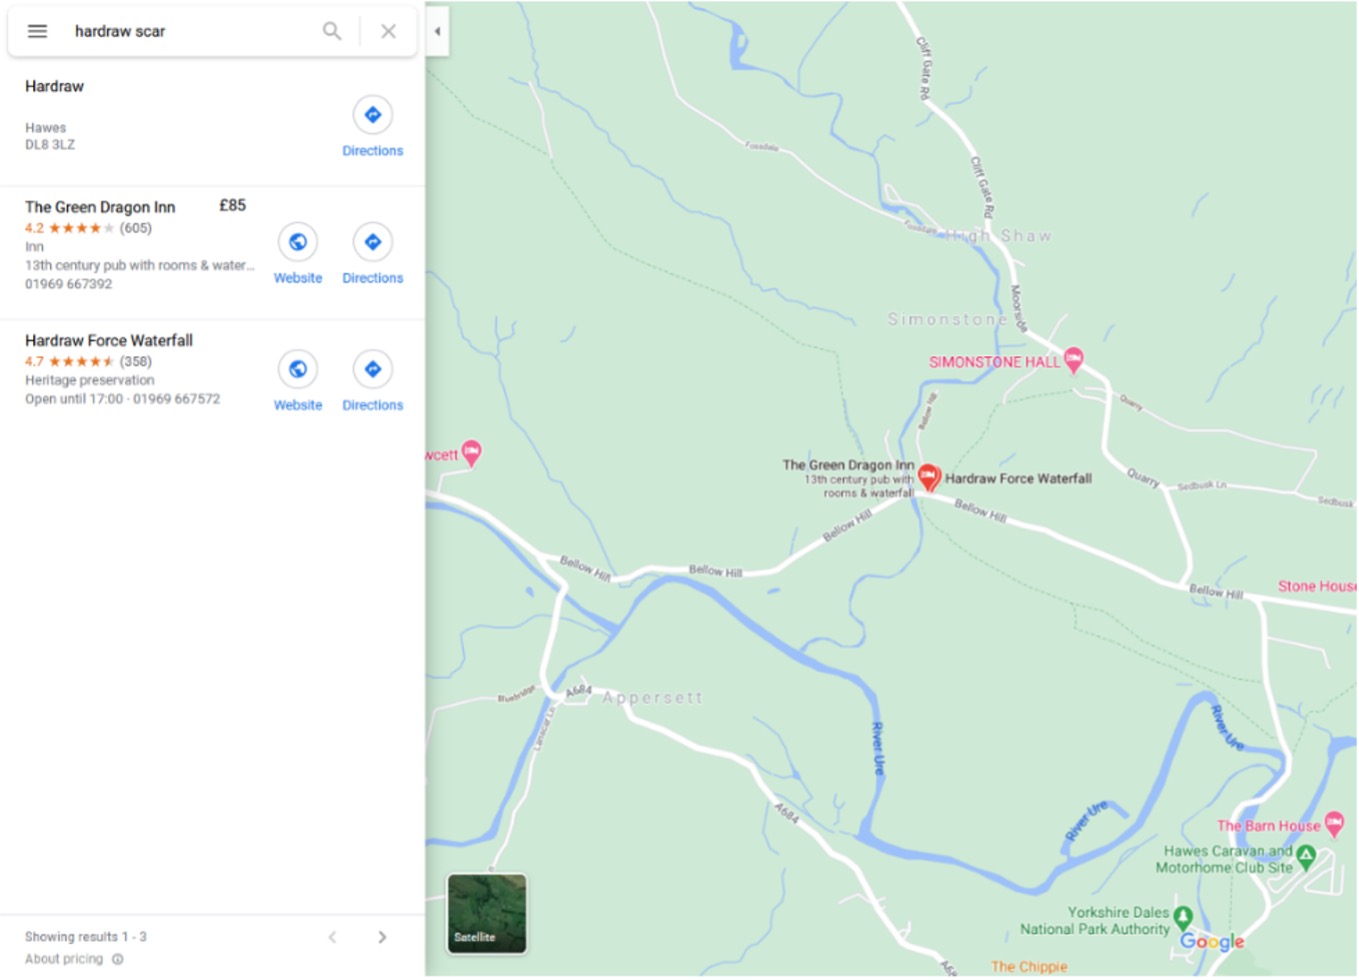 hardraw scar
Hardraw
Hawes
DL8 3LZ
Directions
The Green Dragon Inn £85
4.2 (605)
Inn
13th century pub with rooms & water...
01969 667392
Website
Directions
Hardraw Force Waterfall
4.7 (358)
Heritage preservation
Open until 17:00 · 01969 667572
Website
Directions
Showing results 1 - 3
About pricing
Satellite
Cliff Gate Rd
Fossdale
Cliff Gate Rd
Fossdale
High Shaw
Moorside
Simonstone
SIMONSTONE HALL
Quarry
Bellow Hill
wcett
The Green Dragon Inn
13th century pub with
rooms & waterfall
Hardraw Force Waterfall
Quarry
Sedbusk Ln
Sedbusk
Bellow Hill
Bellow Hill
Bellow Hill
Bellow Hill
Bellow Hill
Stone House
A684
Appersett
Lanacar Ln
River Ure
River Ure
River Ure
A684
The Barn House
Hawes Caravan and
Motorhome Club Site
Yorkshire Dales
National Park Authority
Google
The Chippie
A68